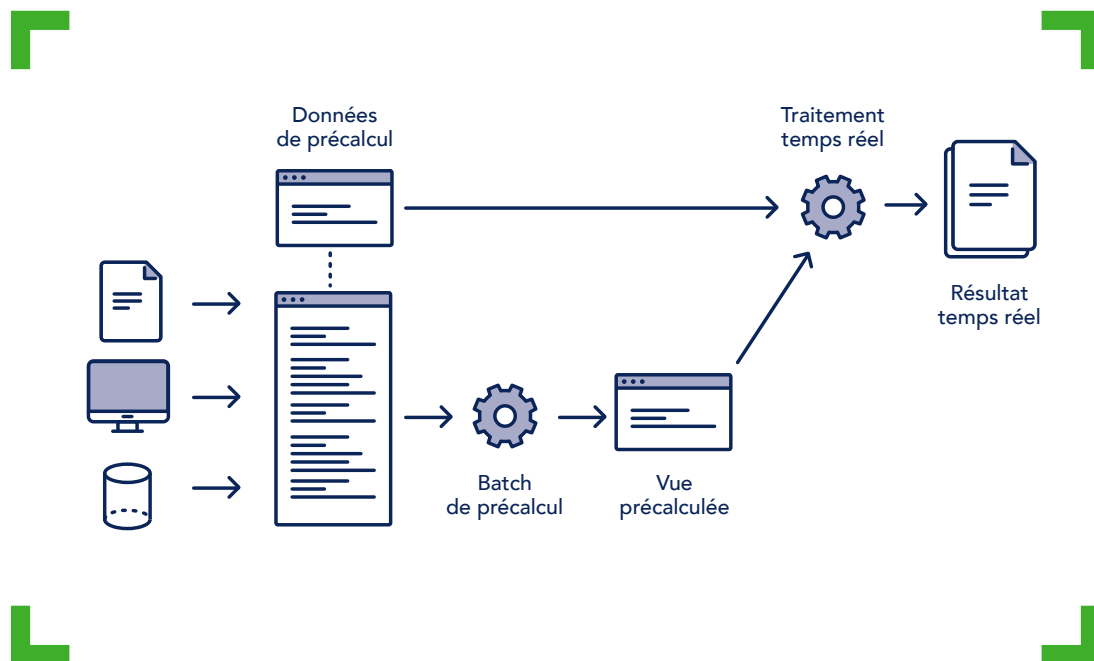 Données
de précalcul
Traitement
temps réel
Résultat
temps réel
Batch
de précalcul
Vue
précalculée